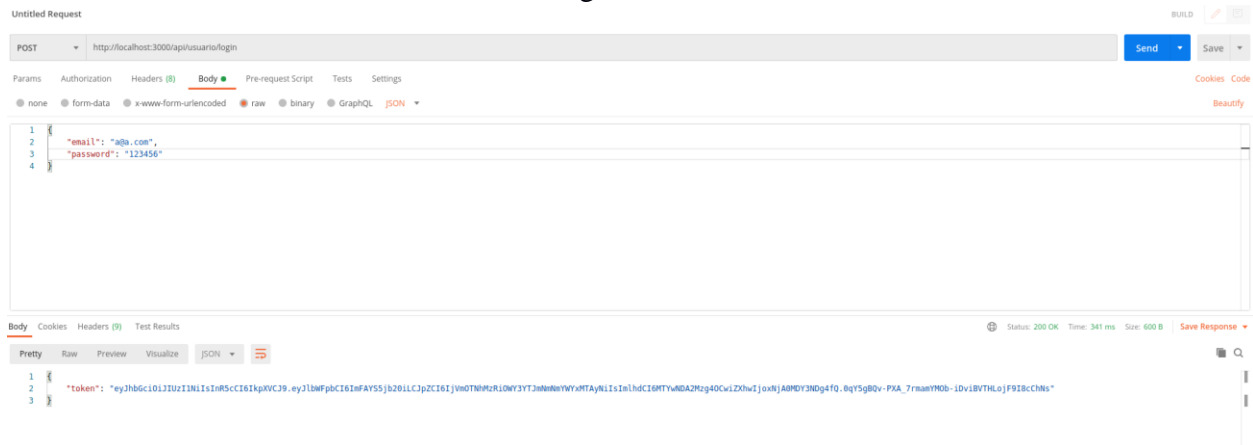 Untitled Request
BUILD
POST http://localhost:3000/api/usuario/login
Send Save
Params Authorization Headers (8) Body Pre-request Script Tests Settings Cookies Code
none form-data x-www-form-urlencoded raw binary GraphQL JSON Beautify
1 {
2 "email": "a@a.com",
3 "password": "123456"
4 }
Body Cookies Headers (9) Test Results Status: 200 OK Time: 341 ms Size: 600 B Save Response
Pretty Raw Preview Visualize JSON
1 {
2 "token":
3 }